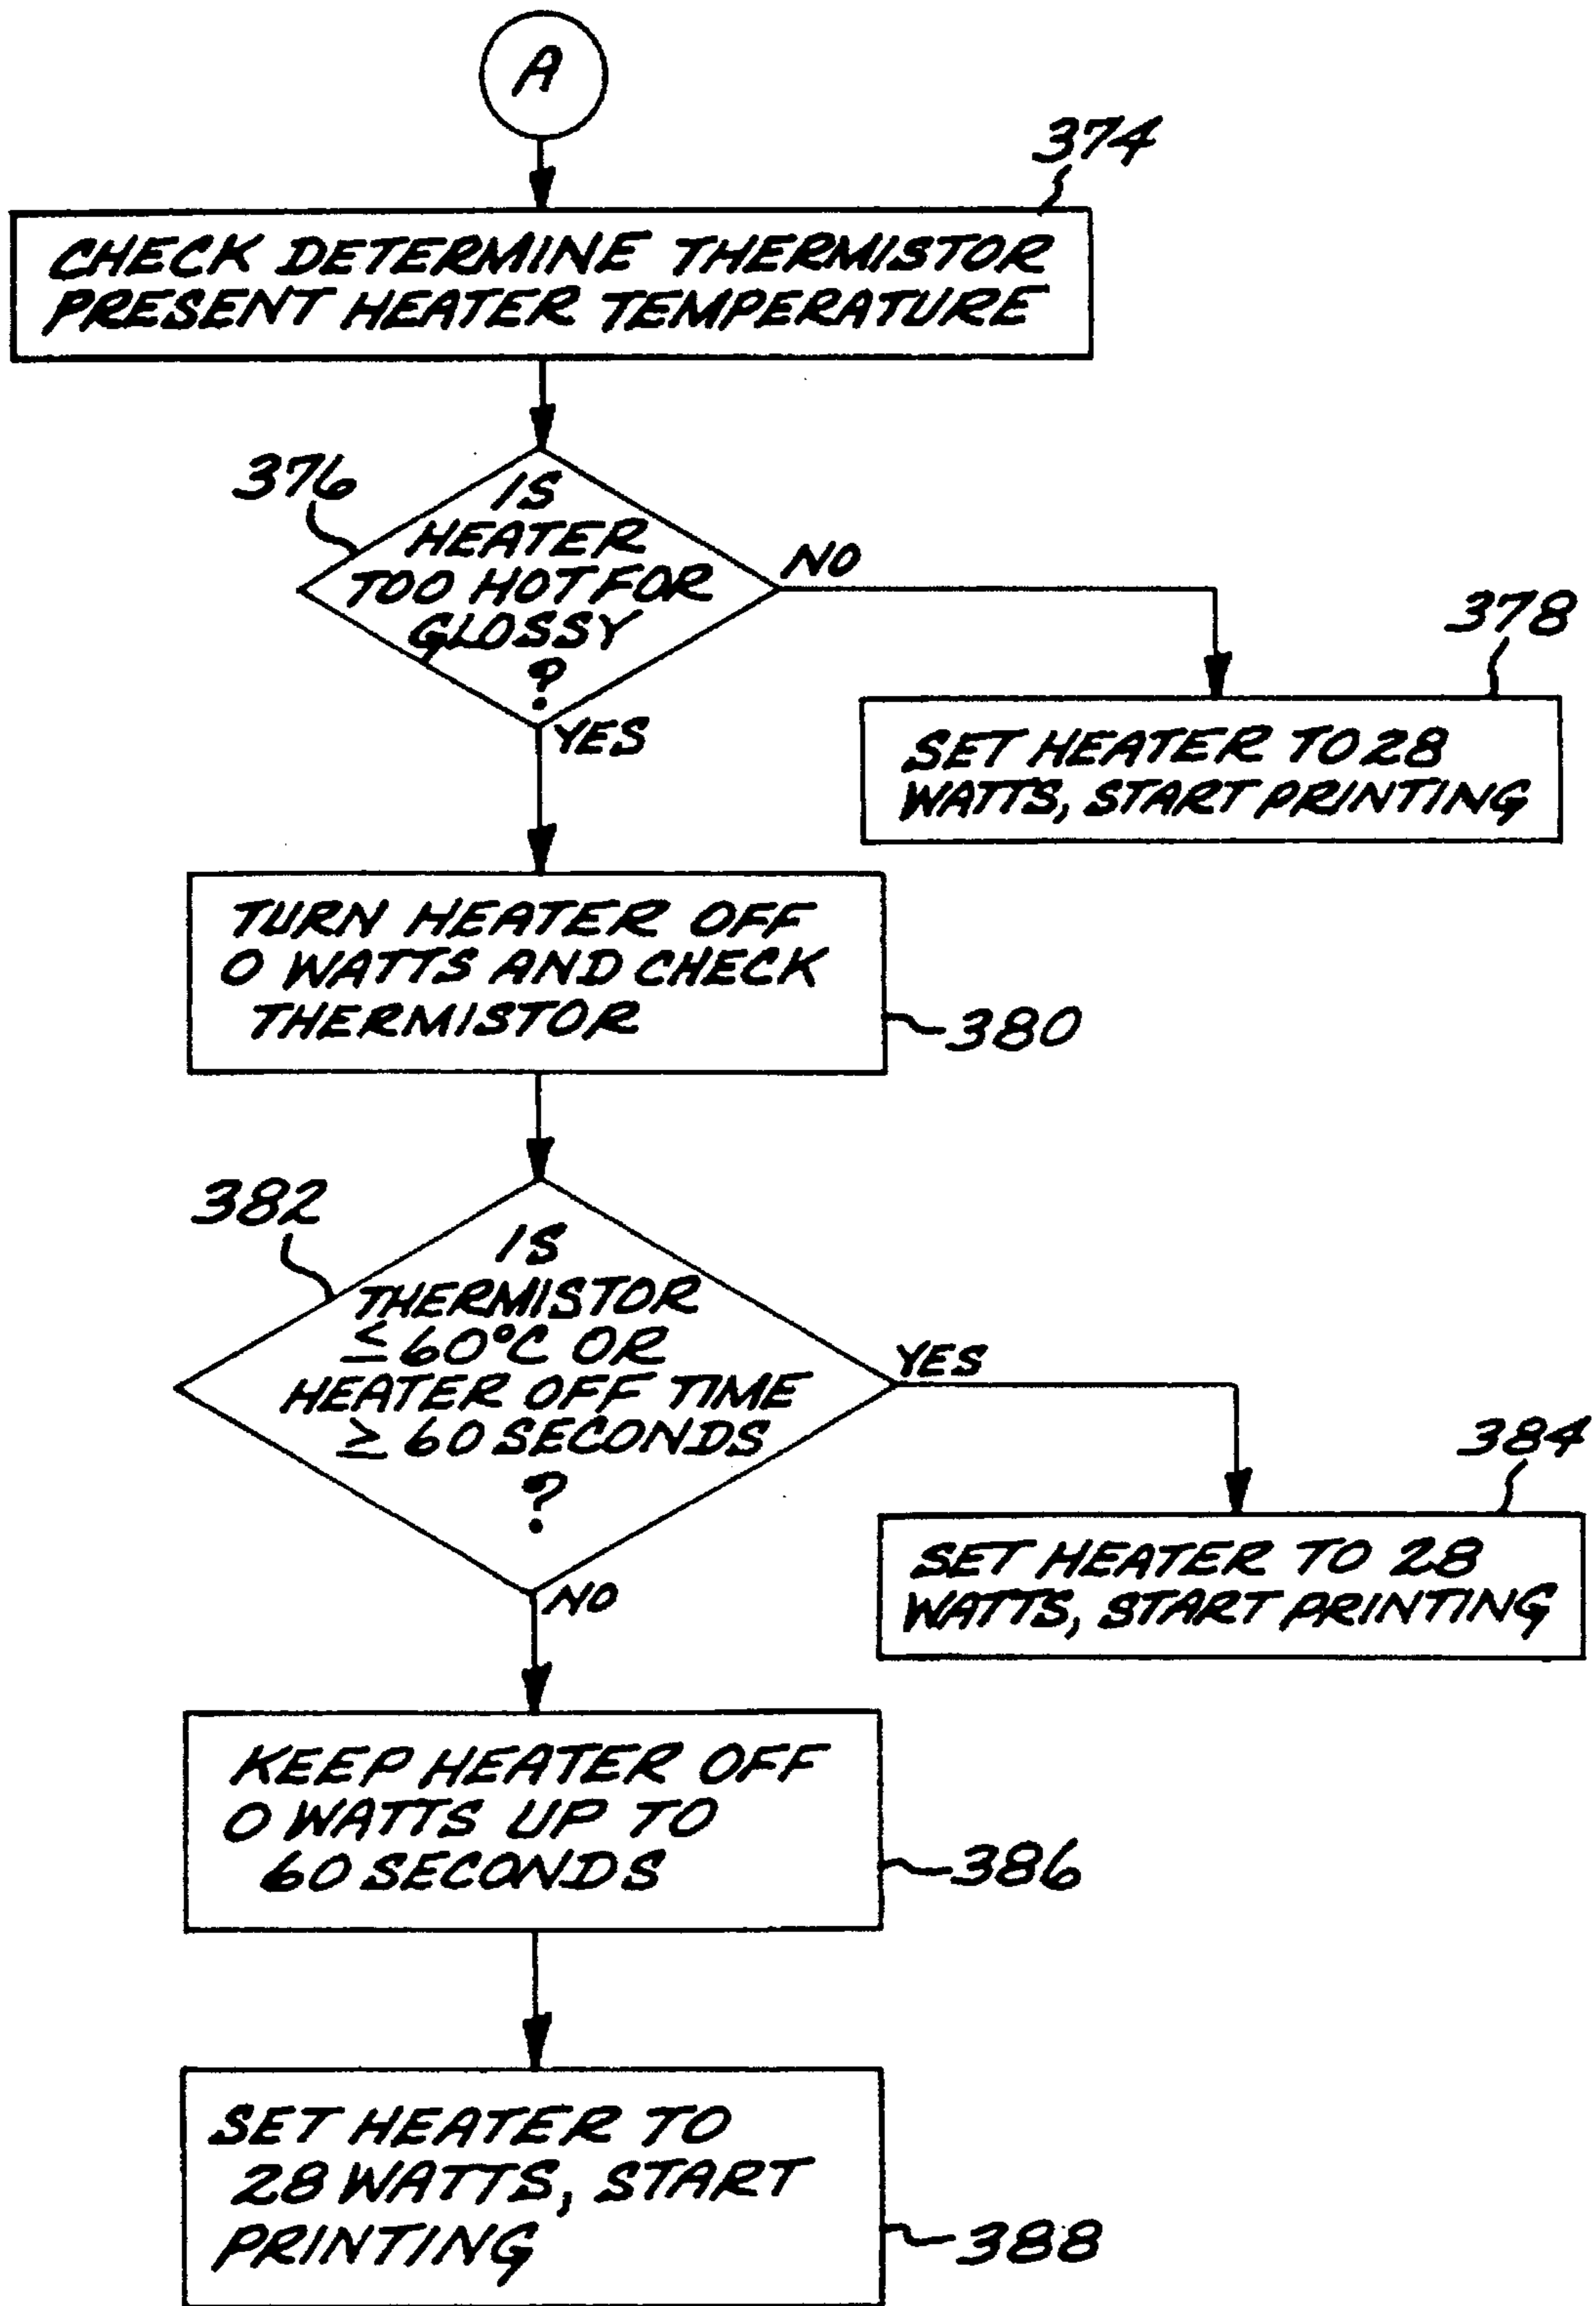 A
374
CHECK DETERMINE THERMISTOR
PRESENT HEATER TEMPERATURE
376
IS
HEATER
TOO HOT FOR
GLOSSY
?
NO
YES
378
SET HEATER TO 28
WATTS, START PRINTING
TURN HEATER OFF
0 WATTS AND CHECK
THERMISTOR
380
382
IS
THERMISTOR
≤ 60°C OR
HEATER OFF TIME
≥ 60 SECONDS
?
YES
NO
384
SET HEATER TO 28
WATTS, START PRINTING
KEEP HEATER OFF
0 WATTS UP TO
60 SECONDS
386
SET HEATER TO
28 WATTS, START
PRINTING
388